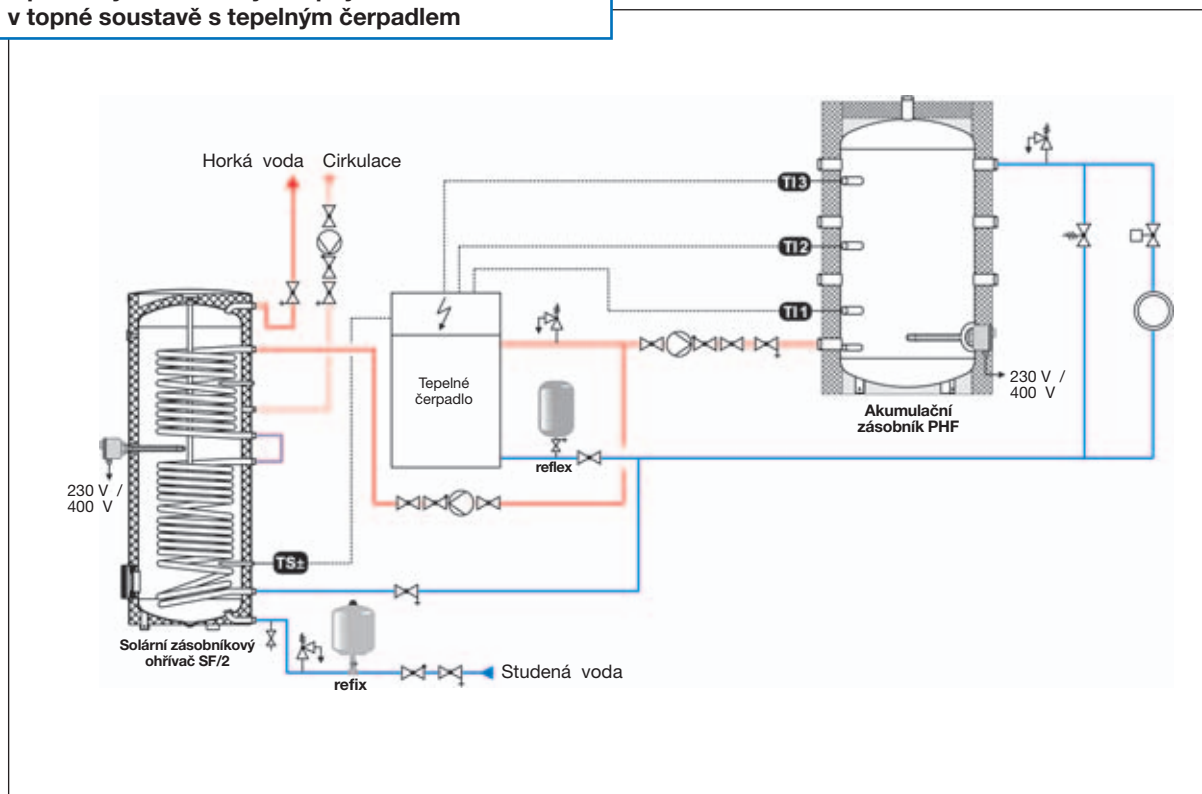 v topné soustavě s tepelným čerpadlem
Horká voda
Cirkulace
TI3
TI2
TI1
Tepelné
čerpadlo
230 V /
400 V
Akumulační
zásobník PHF
reflex
230 V /
400 V
TS±
Solární zásobníkový
ohřívač SF/2
refix
Studená voda